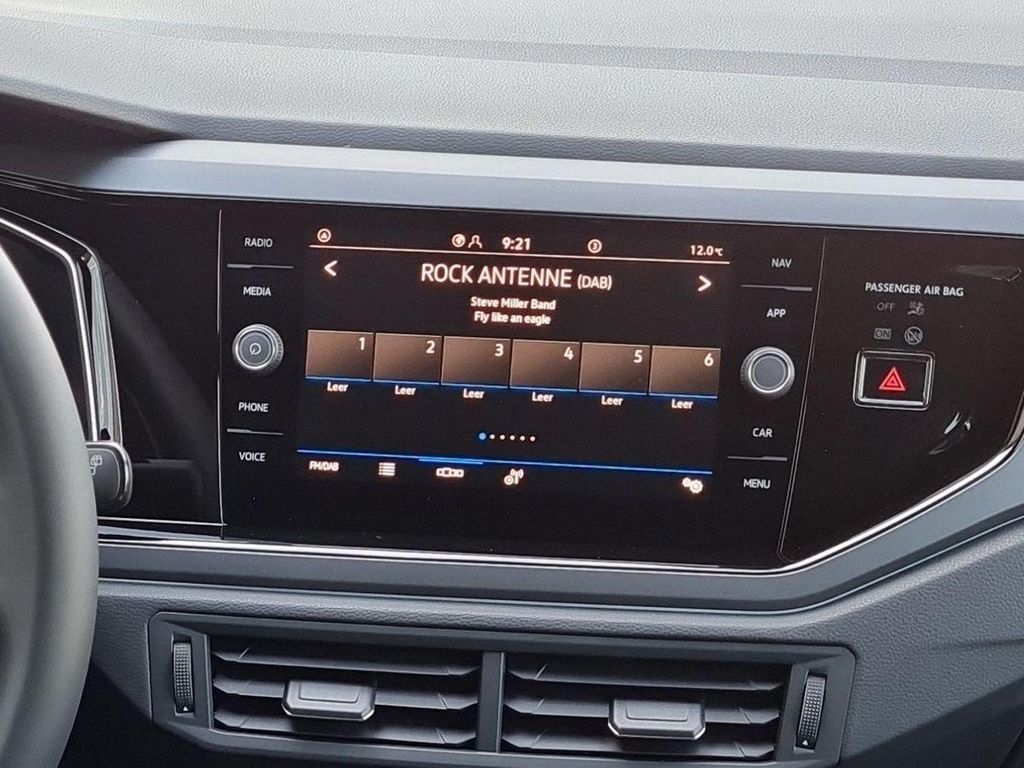 RADIO
MEDIA
PHONE
VOICE
9:21
3
12.0°C
< ROCK ANTENNE (DAB) >
Steve Miller Band
Fly like an eagle
1 2 3 4 5 6
Leer Leer Leer Leer Leer Leer
FM/DAB
NAV
APP
CAR
MENU
PASSENGER AIR BAG
OFF
ON